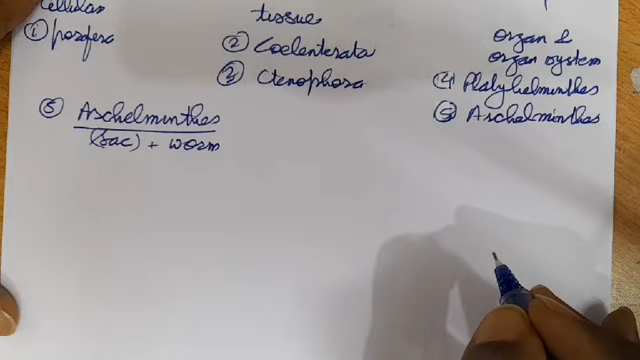 Cellular
① porifera
tissue
② Coelenterata
③ Ctenophora
organ &
organ system
④ Platyhelminthes
⑤ Aschelminthes
⑤ Aschelminthes
(sac) + worm